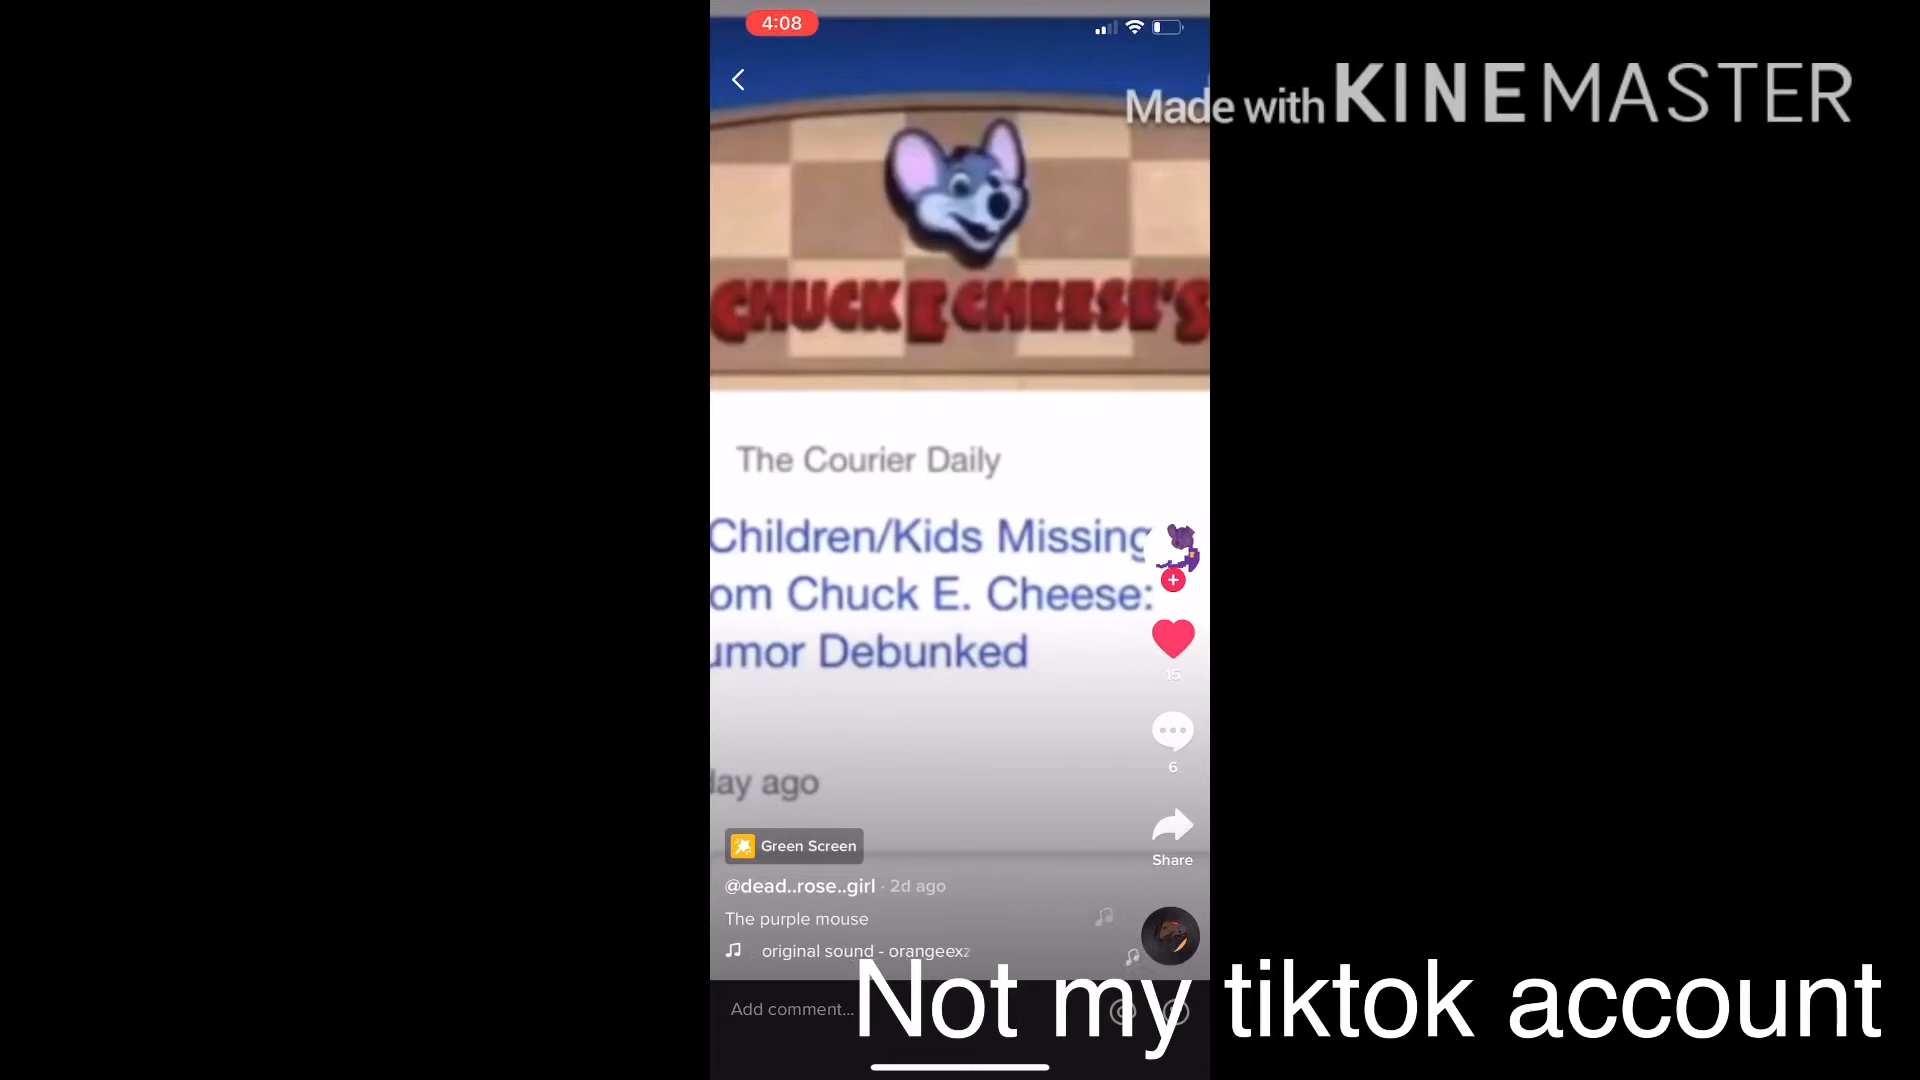 4:08
Made with KINEMASTER
CHUCK E CHEESE'S
The Courier Daily
Children/Kids Missing
om Chuck E. Cheese:
umor Debunked
15
6
day ago
Green Screen
Share
@dead..rose..girl · 2d ago
The purple mouse
original sound - orangeexz
Add comment...
Not my tiktok account